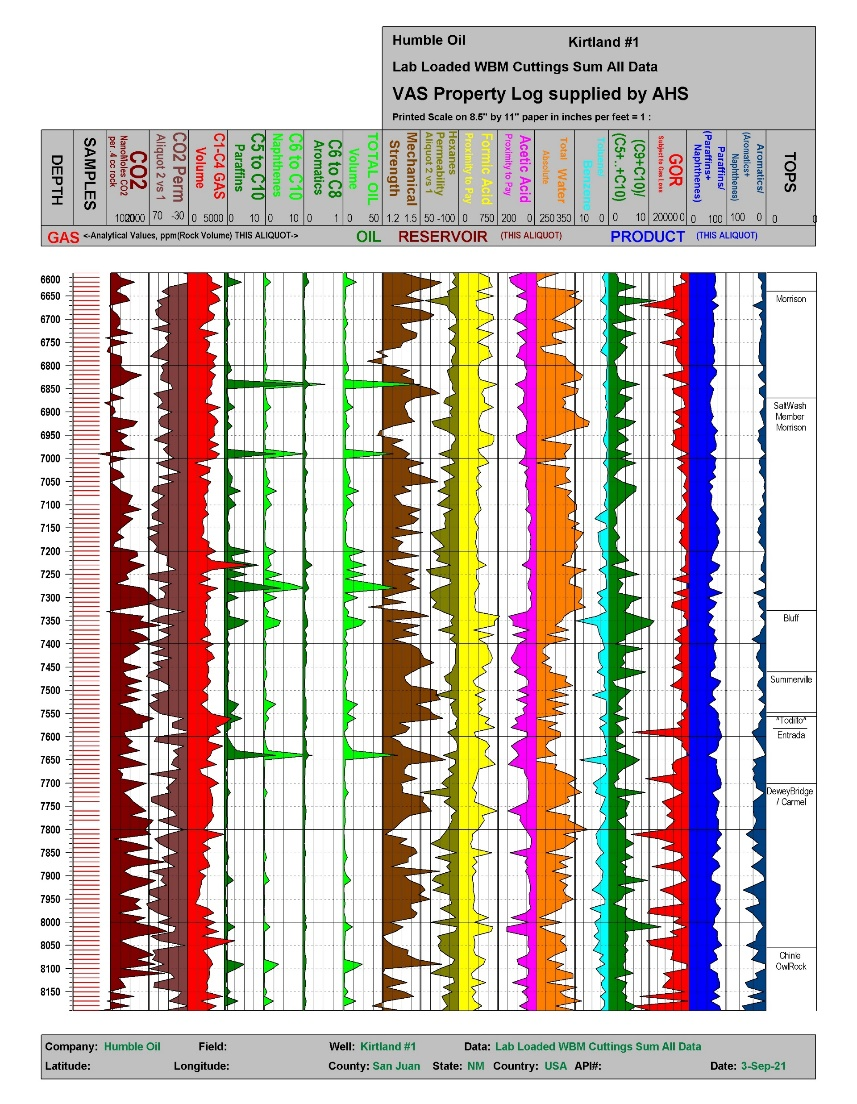 Humble Oil Kirtland #1
Lab Loaded WBM Cuttings Sum All Data
VAS Property Log supplied by AHS
Printed Scale on 8.5" by 11" paper in inches per feet = 1 :
DEPTH
SAMPLES
CO2
Nanoliters CO2
per .4 cc rock
CO2 Perm
Aliquot 2 vs 1
70 -30
C1-C4 GAS
Volume
0 5000
C5 to C10
Paraffins
0 10
C6 to C10
Naphthenes
0 10
C6 to C8
Aromatics
0 1
TOTAL OIL
Volume
0 50
Mechanical
Strength
1.2 1.5
Hexanes
Permeability
Aliquot 2 vs 1
50 -100
Formic Acid
Proximity to Pay
0 750
Acetic Acid
Proximity to Pay
200 0
Total Water
Absolute
250 350
Benzene
10 0
(C9+C10)/
(C5+..+C10)
0 10
GOR
Subject to Gas Loss
20000 0
Paraffins/
(Paraffins+
Naphthenes)
0 100
Aromatics/
(Aromatics+
Naphthenes)
100 0
TOPS
0 0
GAS <-Analytical Values, ppm(Rock Volume) THIS ALIQUOT-> OIL RESERVOIR (THIS ALIQUOT) PRODUCT (THIS ALIQUOT)
6600
6650
Morrison
6700
6750
6800
6850
SaltWash
6900
Member
Morrison
6950
7000
7050
7100
7150
7200
7250
7300
7350
Bluff
7400
7450
Summerville
7500
7550
^Todilto^
7600
Entrada
7650
7700
DeweyBridge
7750
/ Carmel
7800
7850
7900
7950
8000
8050
Chinle
8100
OwlRock
8150
Company: Humble Oil Field: Well: Kirtland #1 Data: Lab Loaded WBM Cuttings Sum All Data
Latitude: Longitude: County: San Juan State: NM Country: USA API#: Date: 3-Sep-21